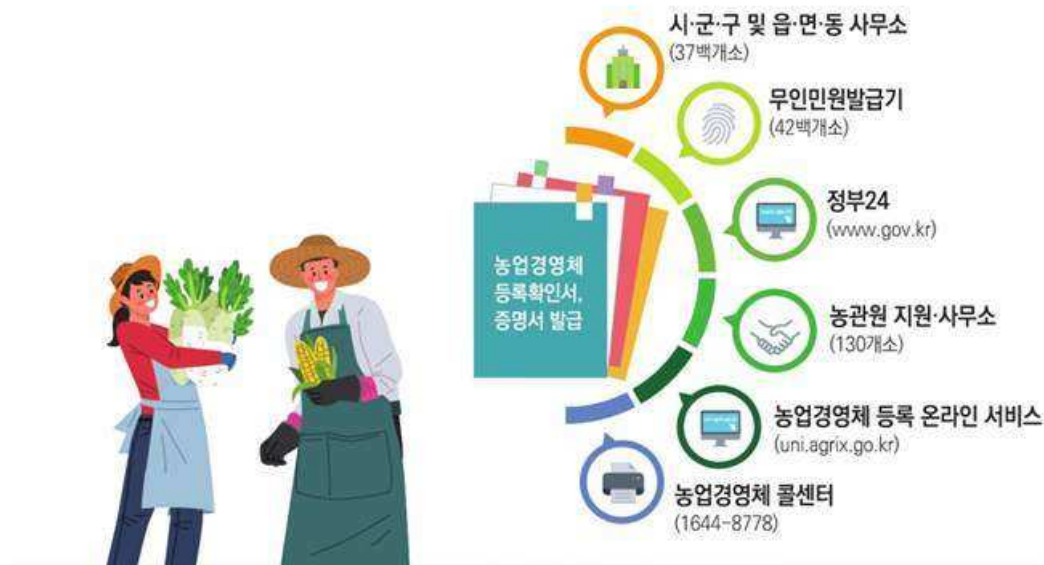 시·군·구 및 읍·면·동 사무소
(37백개소)
무인민원발급기
(42백개소)
정부24
(www.gov.kr)
농업경영체
등록확인서,
증명서 발급
농관원 지원·사무소
(130개소)
농업경영체 등록 온라인 서비스
(uni.agrix.go.kr)
농업경영체 콜센터
(1644-8778)